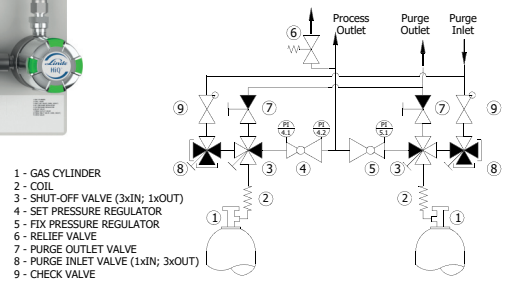 Process
Outlet
Purge
Outlet
Purge
Inlet
6
Linde
HiQ
9
7
7
9
PI
4.1
PI
4.2
PI
5.1
8
3
4
5
3
8
2
2
1
1
1 - GAS CYLINDER
2 - COIL
3 - SHUT-OFF VALVE (3xIN; 1xOUT)
4 - SET PRESSURE REGULATOR
5 - FIX PRESSURE REGULATOR
6 - RELIEF VALVE
7 - PURGE OUTLET VALVE
8 - PURGE INLET VALVE (1xIN; 3xOUT)
9 - CHECK VALVE